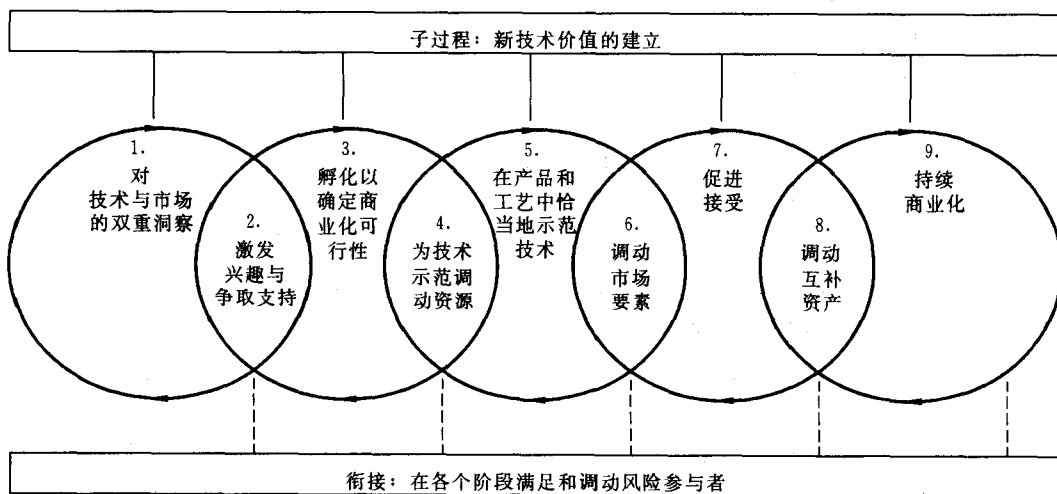 子过程：新技术价值的建立
1.
对
技术与市场
的双重洞察
2.
激发
兴趣与
争取支持
3.
孵化以
确定商
业化可
行性
4.
为技术
示范调
动资源
5.
在产品和
工艺中恰
当地示范
技术
6.
调动
市场
要素
7.
促进
接受
8.
调动
互补
资产
9.
持续
商业化
衔接：在各个阶段满足和调动风险参与者